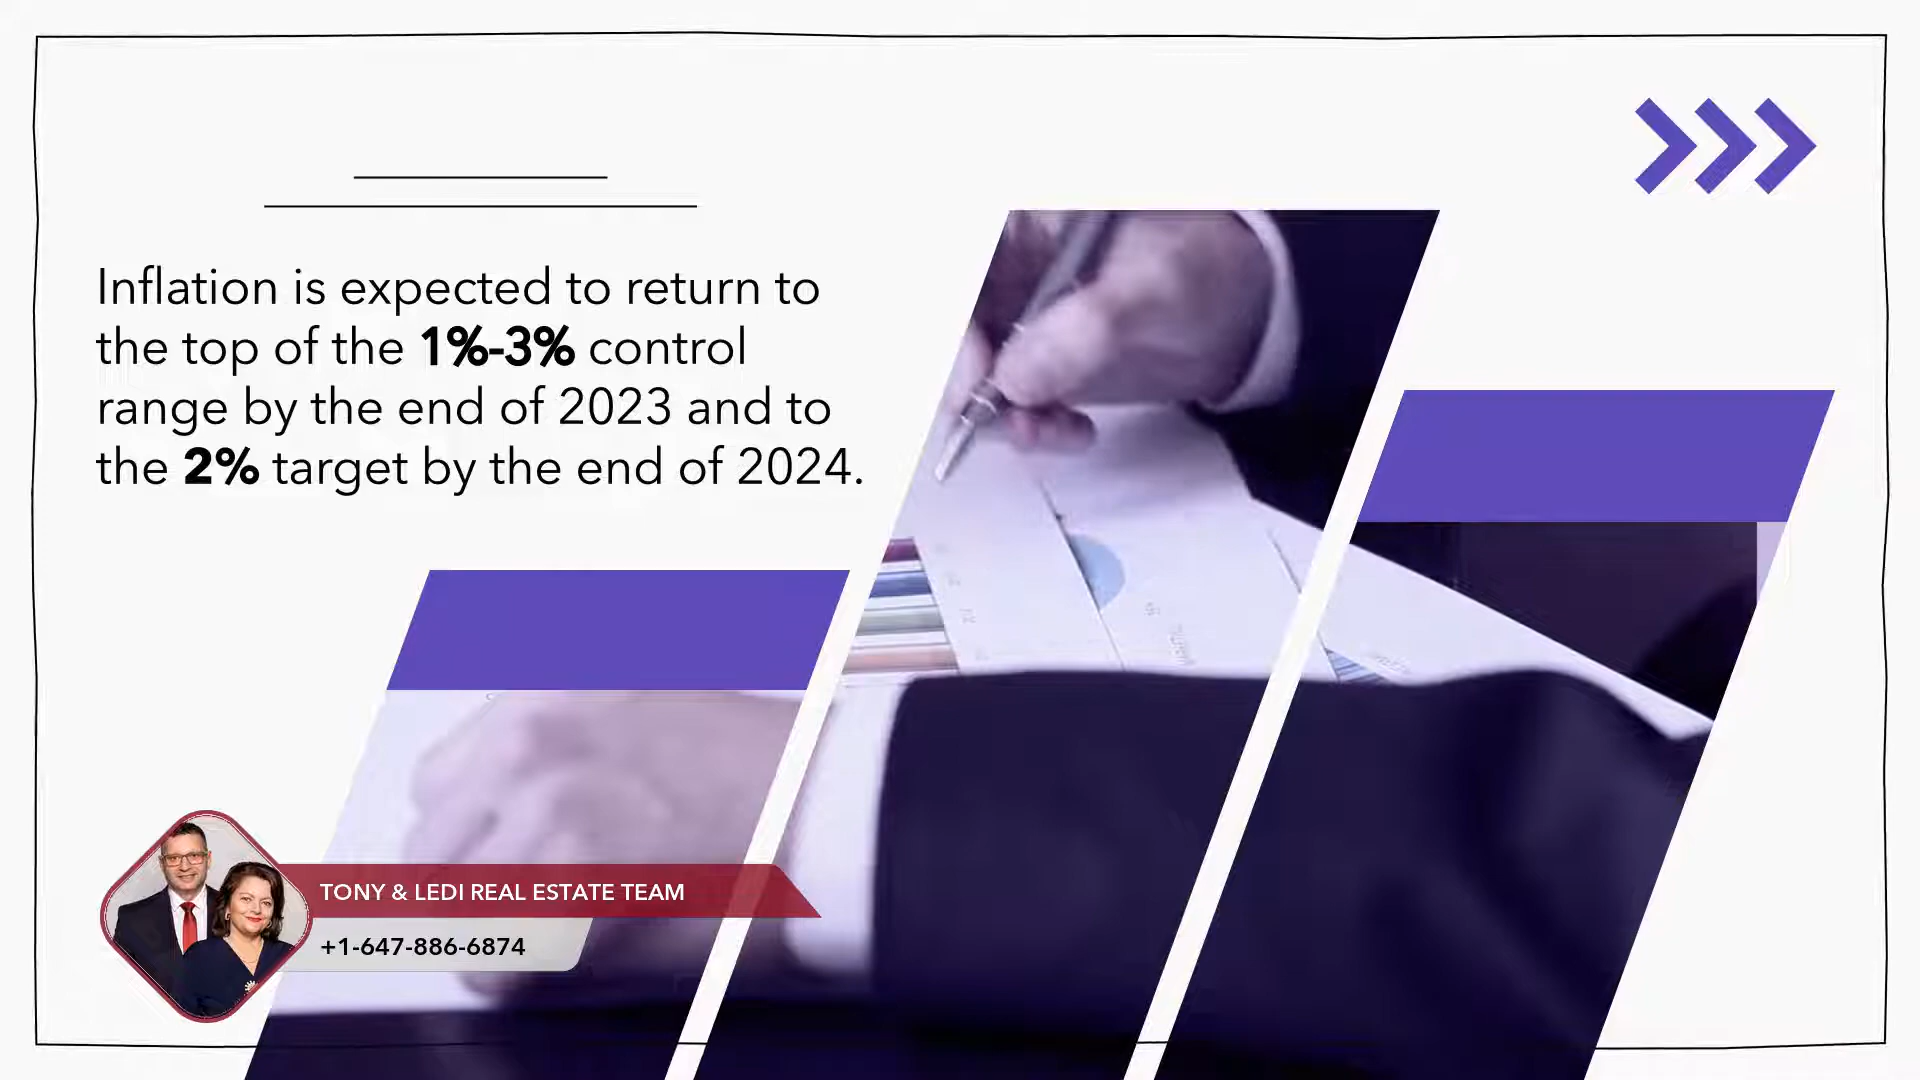 Inflation is expected to return to
the top of the 1%-3% control
range by the end of 2023 and to
the 2% target by the end of 2024.
TONY & LEDI REAL ESTATE TEAM
+1-647-886-6874